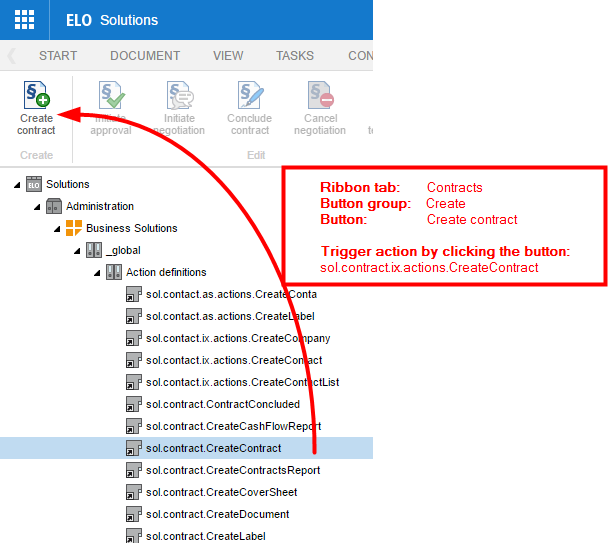 ELO Solutions
START DOCUMENT VIEW TASKS CON
Create contract
Initiate approval
Initiate negotiation
Conclude contract
Cancel negotiation
Create
Edit
Ribbon tab: Contracts
Button group: Create
Button: Create contract
Trigger action by clicking the button:
sol.contract.ix.actions.CreateContract
Solutions
Administration
Business Solutions
_global
Action definitions
sol.contact.as.actions.CreateConta
sol.contact.as.actions.CreateLabel
sol.contact.ix.actions.CreateCompany
sol.contact.ix.actions.CreateContact
sol.contact.ix.actions.CreateContactList
sol.contract.ContractConcluded
sol.contract.CreateCashFlowReport
sol.contract.CreateContract
sol.contract.CreateContractsReport
sol.contract.CreateCoverSheet
sol.contract.CreateDocument
sol.contract.CreateLabel